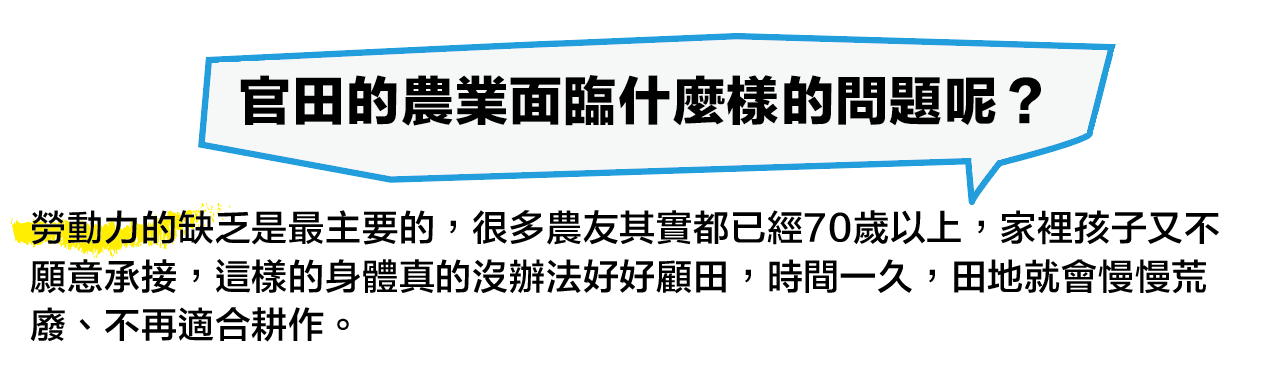 官田的農業面臨什麼樣的問題呢？
勞動力的缺乏是最主要的，很多農友其實都已經70歲以上，家裡孩子又不
願意承接，這樣的身體真的沒辦法好好顧田，時間一久，田地就會慢慢荒
廢、不再適合耕作。